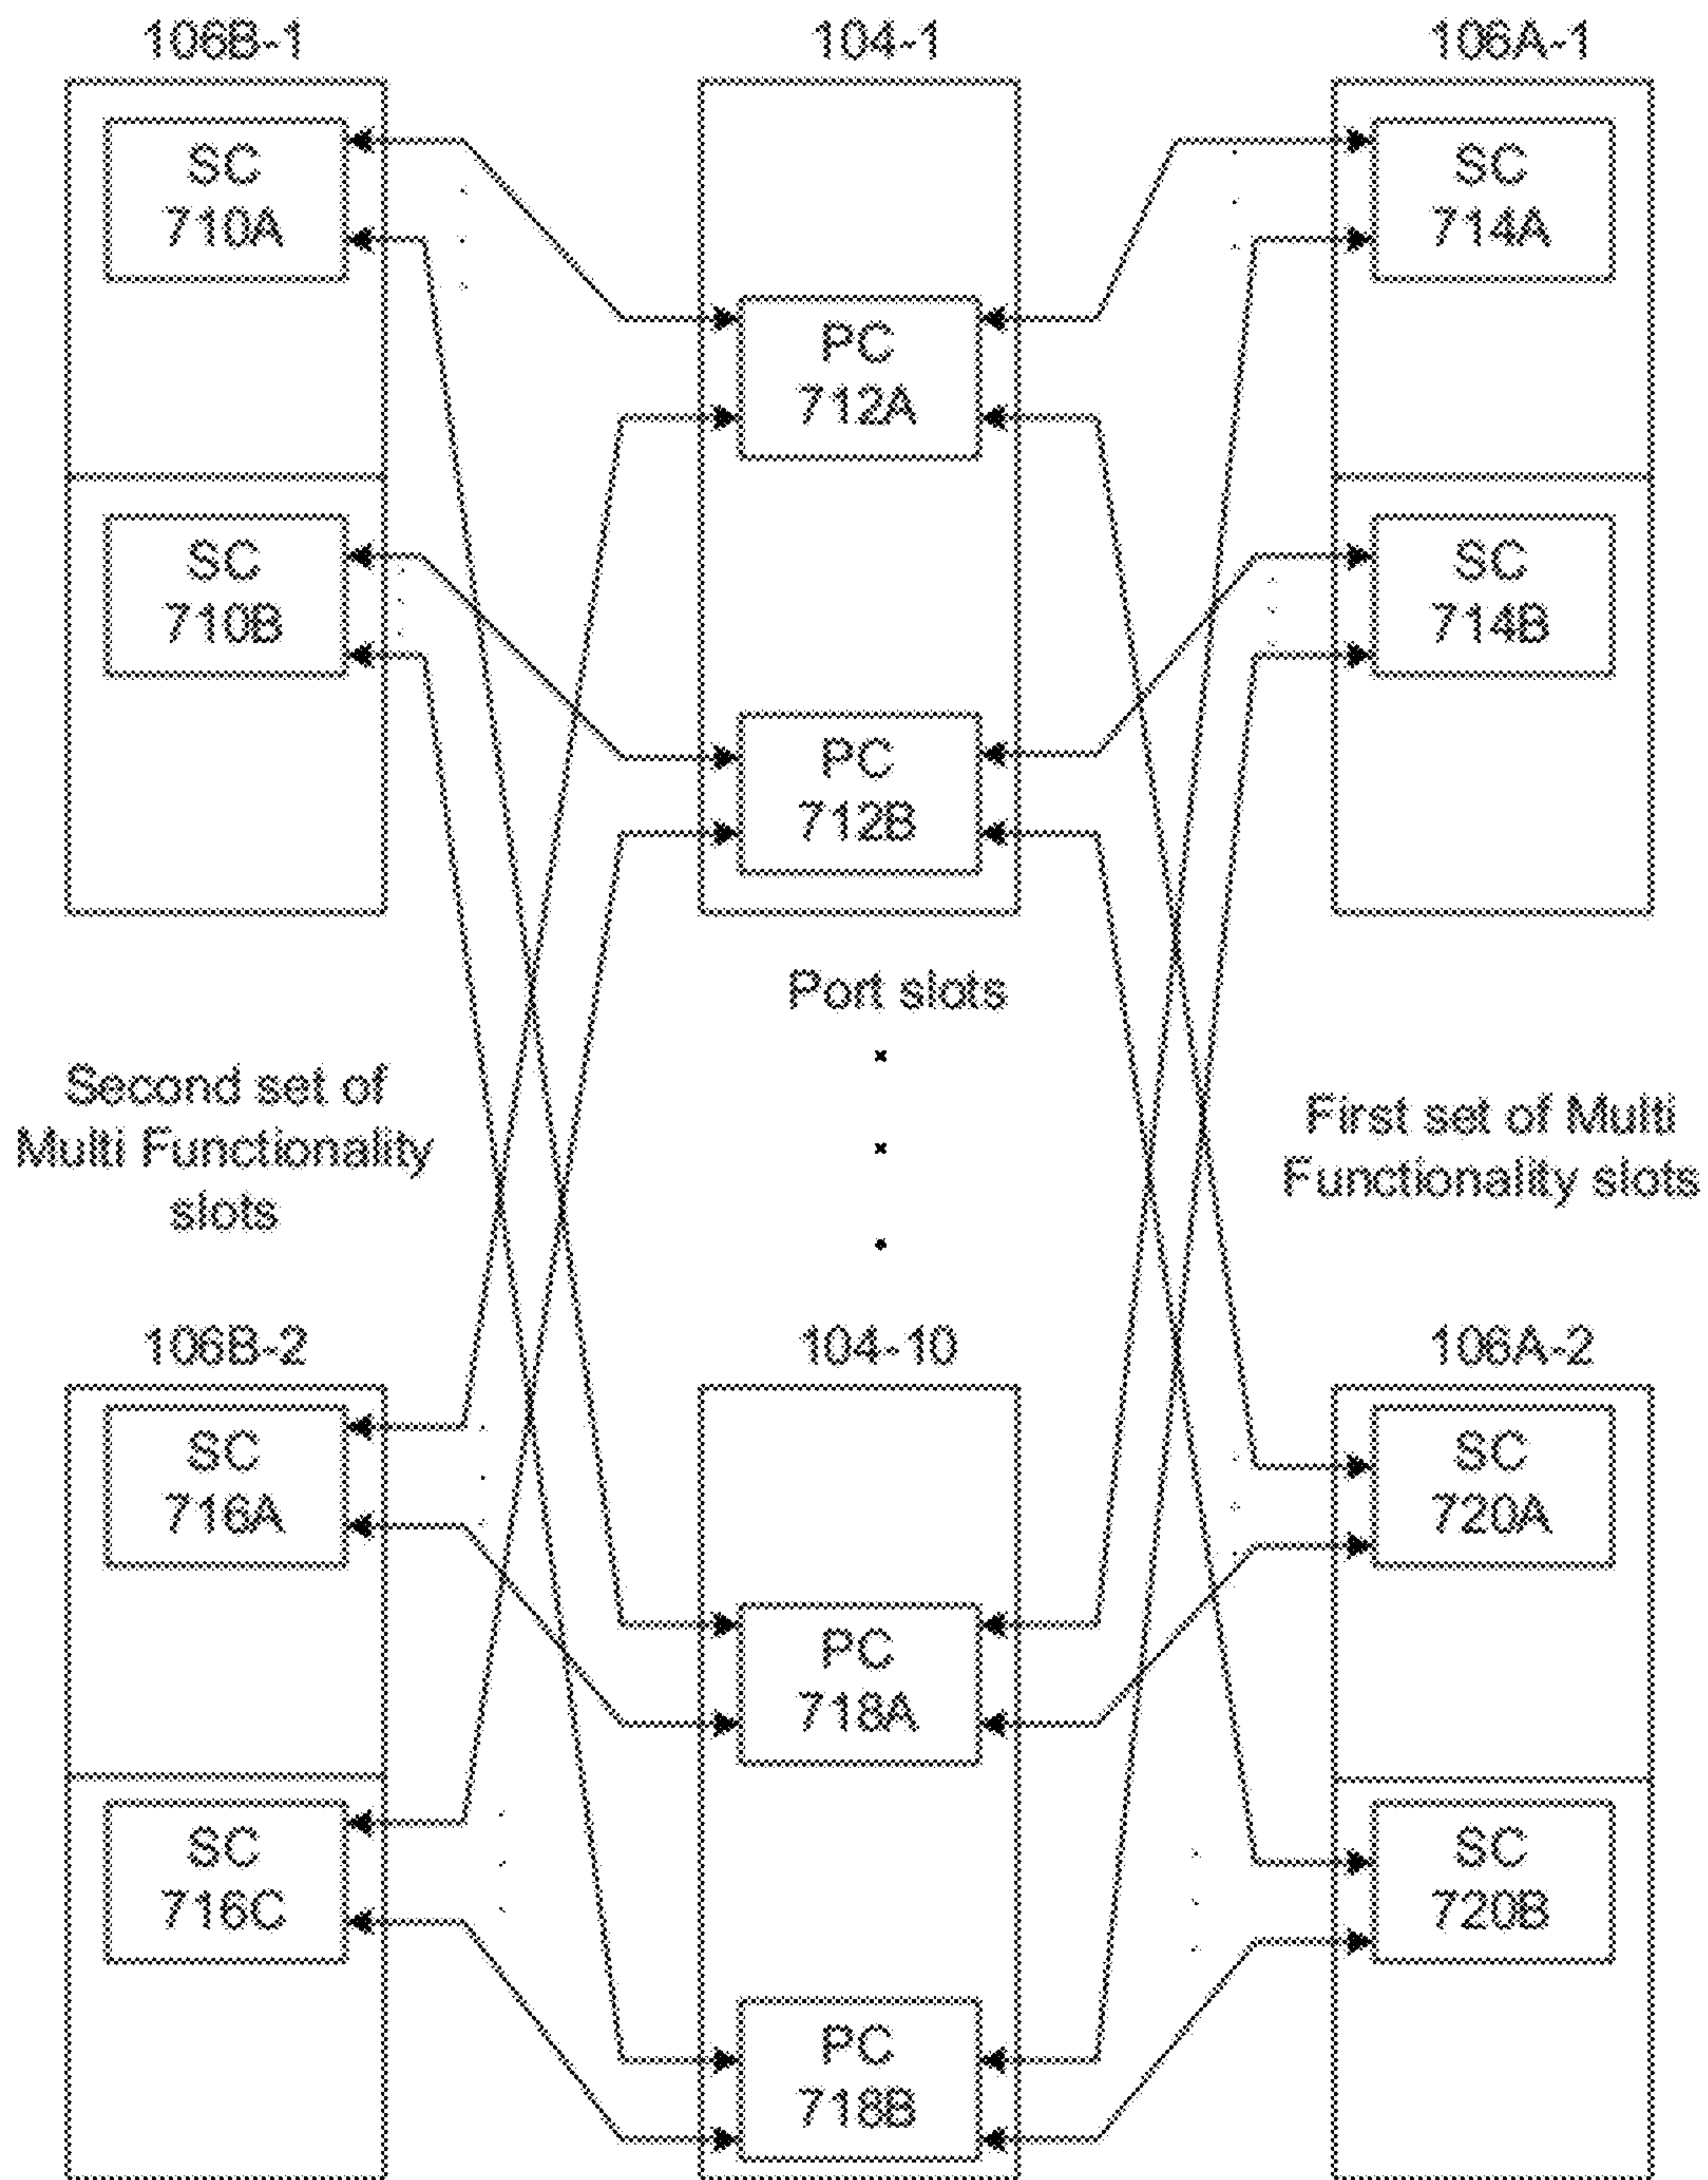 106B-1
104-1
106A-1
SC
710A
SC
714A
PC
712A
SC
710B
SC
714B
PC
712B
Port slots
Second set of
Multi Functionality
slots
First set of Multi
Functionality slots
106B-2
104-10
106A-2
SC
716A
SC
720A
PC
718A
SC
716C
SC
720B
PC
718B